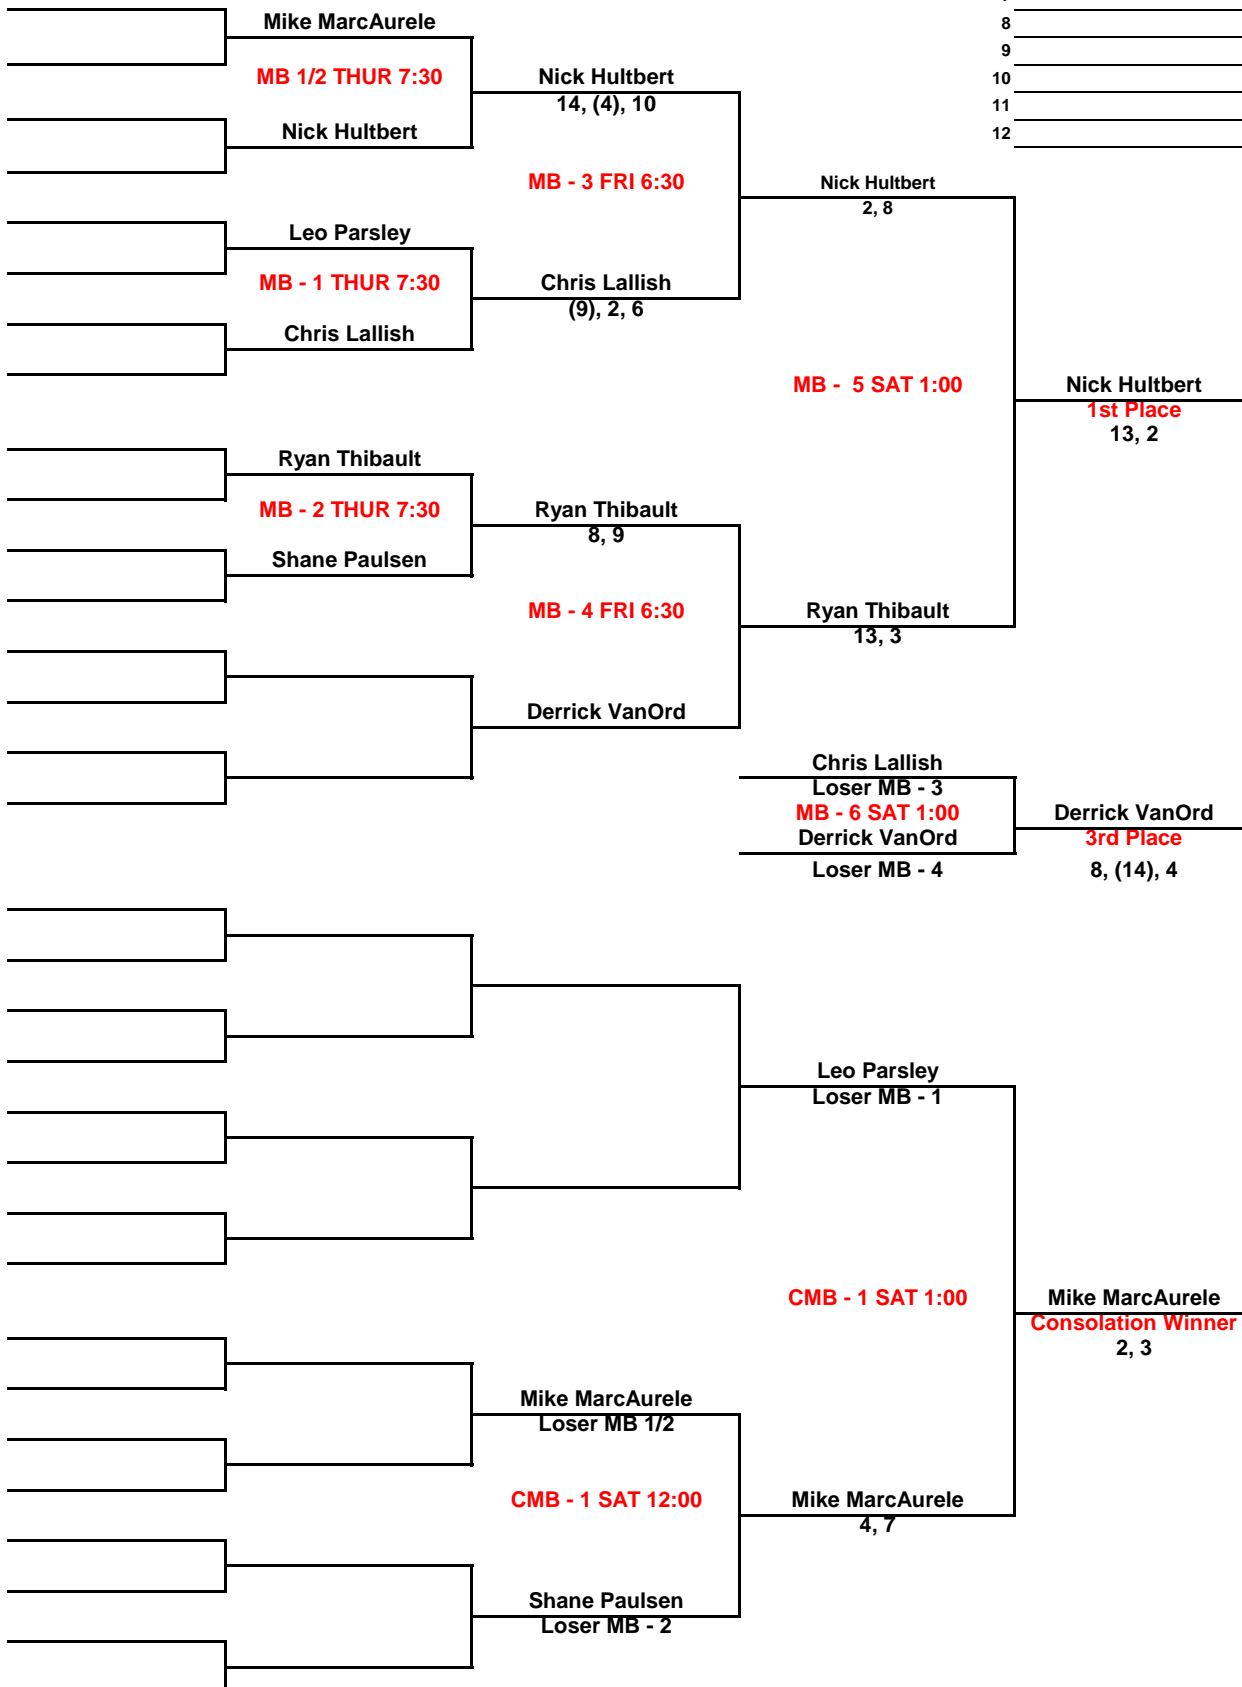 8
9
10
11
12
Mike MarcAurele
MB 1/2 THUR 7:30
Nick Hultbert
Nick Hultbert
14, (4), 10
MB - 3 FRI 6:30
Nick Hultbert
2, 8
Leo Parsley
MB - 1 THUR 7:30
Chris Lallish
Chris Lallish
(9), 2, 6
MB -  5 SAT 1:00
Nick Hultbert
1st Place
13, 2
Ryan Thibault
MB - 2 THUR 7:30
Shane Paulsen
Ryan Thibault
8, 9
MB - 4 FRI 6:30
Ryan Thibault
13, 3
Derrick VanOrd
Chris Lallish
Loser MB - 3
MB - 6 SAT 1:00
Derrick VanOrd
Loser MB - 4
Derrick VanOrd
3rd Place
8, (14), 4
Leo Parsley
Loser MB - 1
CMB - 1 SAT 1:00
Mike MarcAurele
Consolation Winner
2, 3
Mike MarcAurele
Loser MB 1/2
CMB - 1 SAT 12:00
Mike MarcAurele
4, 7
Shane Paulsen
Loser MB - 2